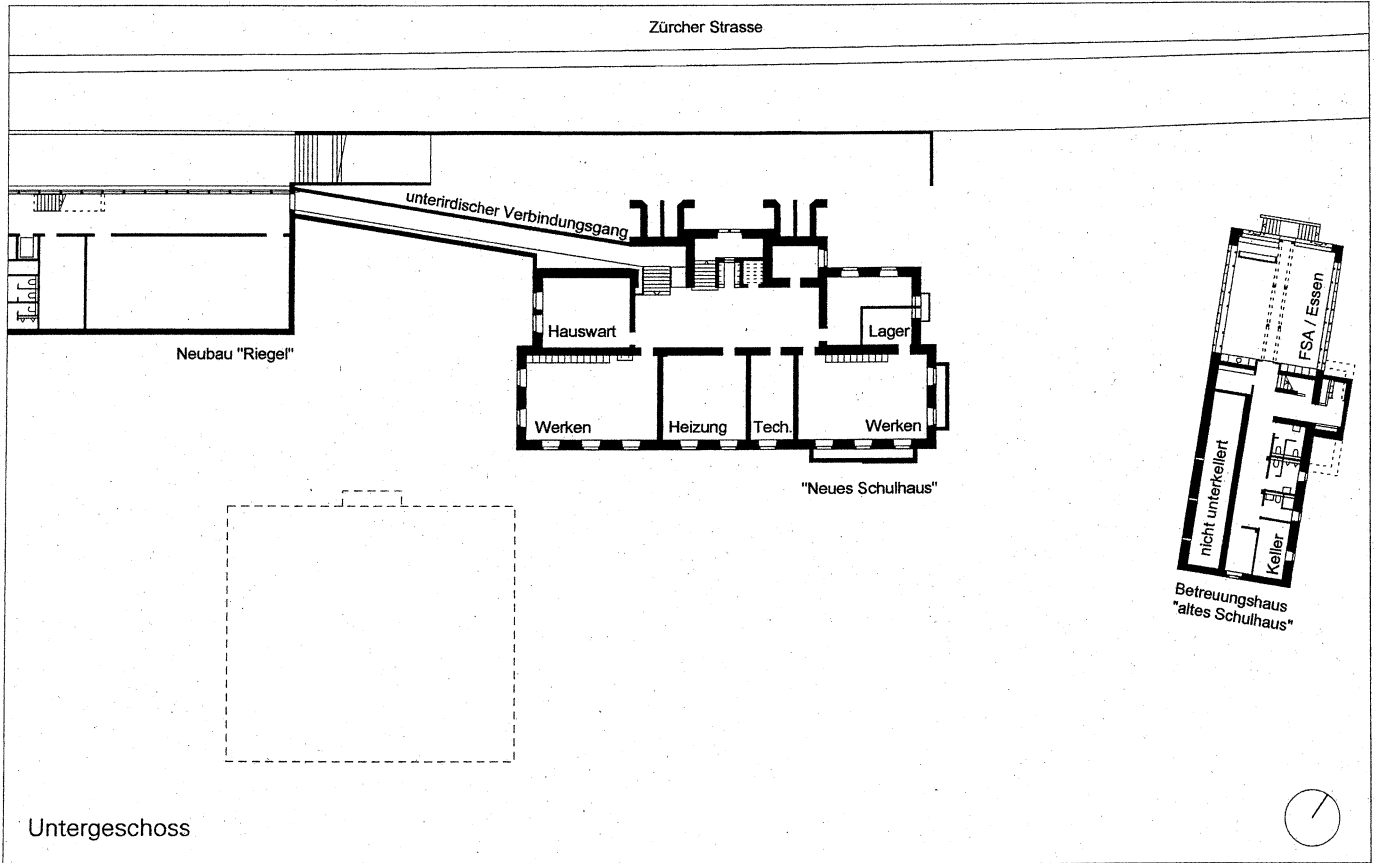 Zürcher Strasse
unterirdischer Verbindungsgang
Neubau "Riegel"
Hauswart
Lager
Werken
Heizung
Tech.
Werken
"Neues Schulhaus"
FSA / Essen
nicht unterkellert
Keller
Betreuungshaus
"altes Schulhaus"
Untergeschoss